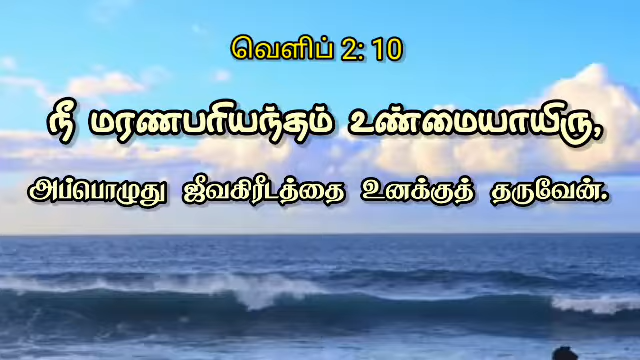 வெளிப் 2: 10
நீ மரணபரியந்தம் உண்மையாயிரு,
அப்பொழுது ஜீவகிரீடத்தை உனக்குத் தருவேன்.